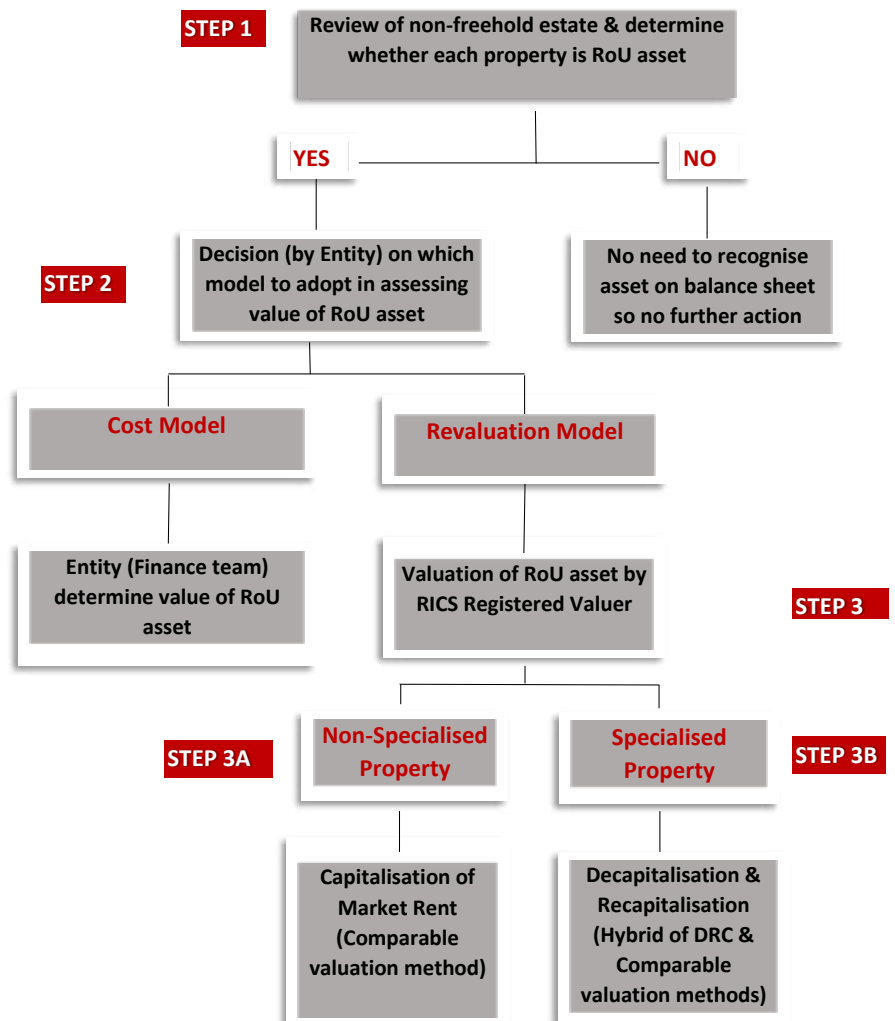 STEP 1
Review of non-freehold estate & determine
whether each property is RoU asset
YES
NO
STEP 2
Decision (by Entity) on which
model to adopt in assessing
value of RoU asset
No need to recognise
asset on balance sheet
so no further action
Cost Model
Revaluation Model
Entity (Finance team)
determine value of RoU
asset
Valuation of RoU asset by
RICS Registered Valuer
STEP 3
STEP 3A
Non-Specialised
Property
Specialised
Property
STEP 3B
Capitalisation of
Market Rent
(Comparable
valuation method)
Decapitalisation &
Recapitalisation
(Hybrid of DRC &
Comparable
valuation methods)